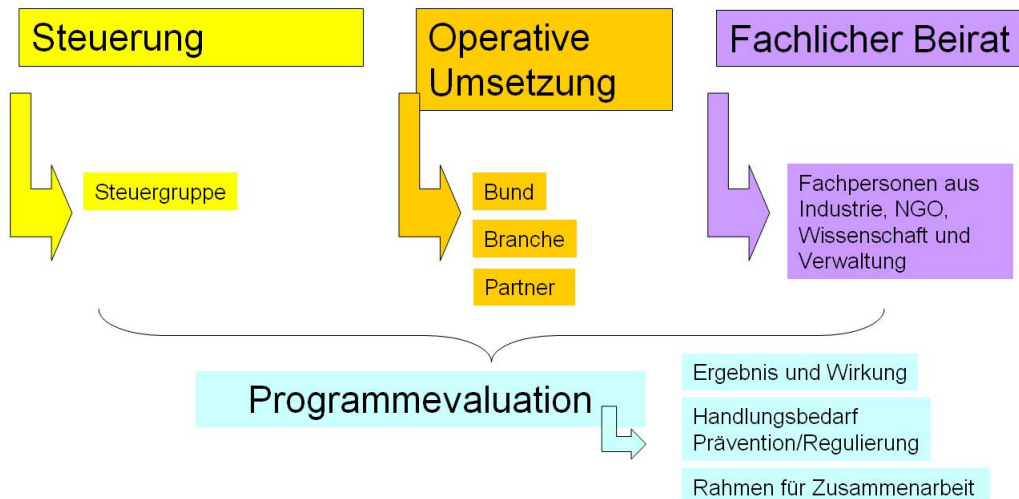 Steuerung
Operative
Umsetzung
Fachlicher Beirat
Steuergruppe
Bund
Branche
Partner
Fachpersonen aus
Industrie, NGO,
Wissenschaft und
Verwaltung
Programmevaluation
Ergebnis und Wirkung
Handlungsbedarf
Prävention/Regulierung
Rahmen für Zusammenarbeit